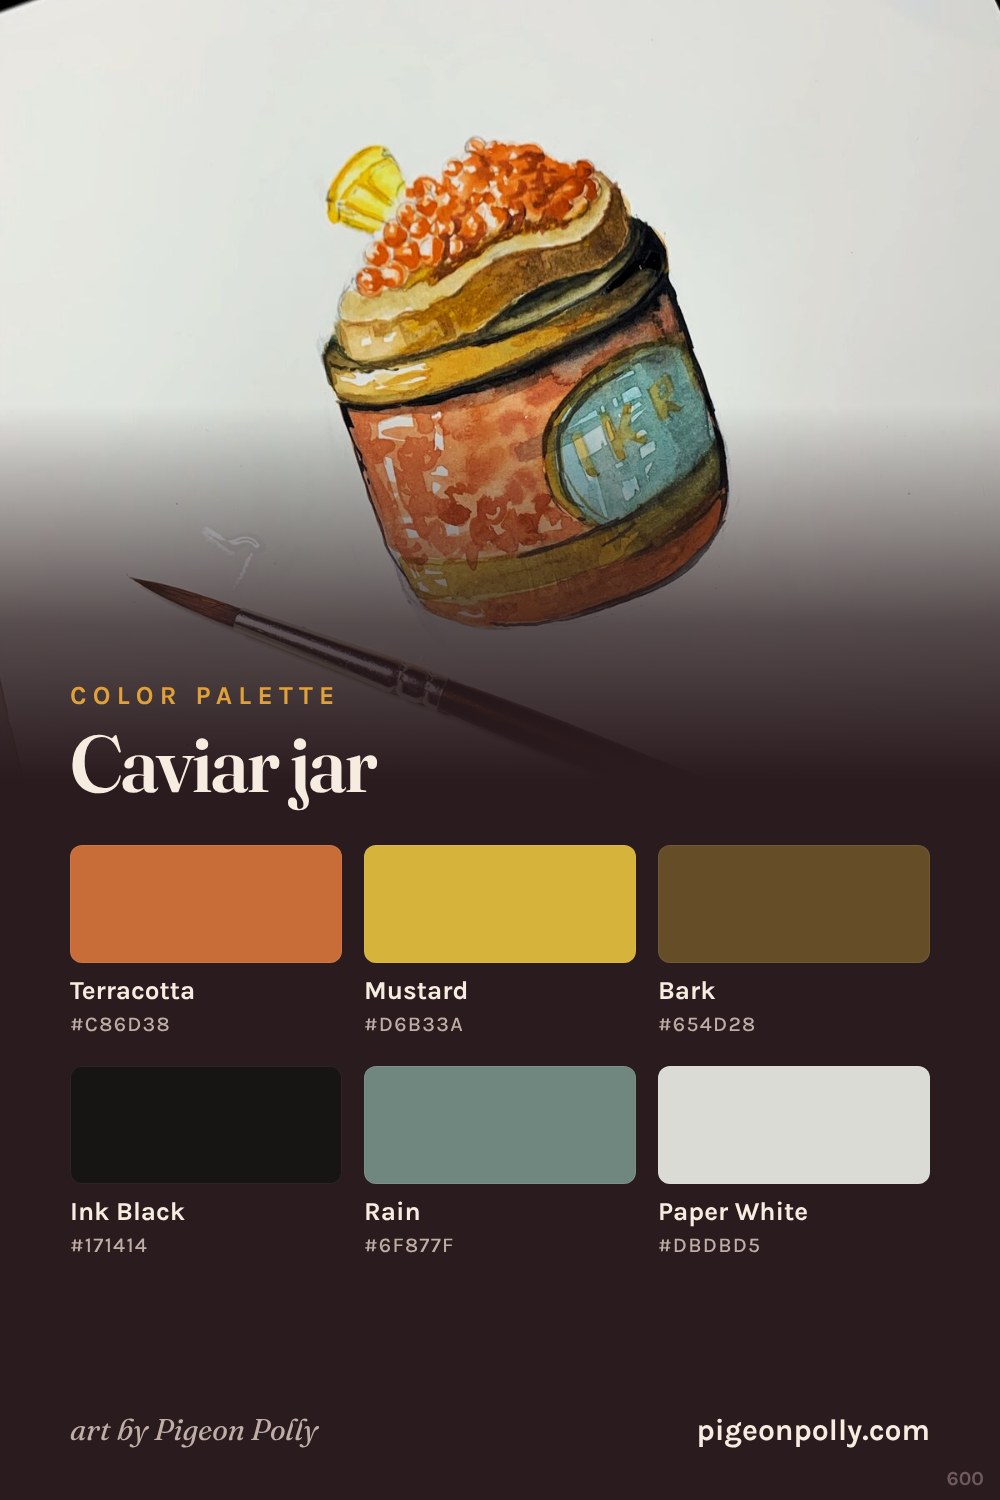 IKR
COLOR PALETTE
Caviar jar
Terracotta
#C86D38
Mustard
#D6B33A
Bark
#654D28
Ink Black
#171414
Rain
#6F877F
Paper White
#DBDBD5
art by Pigeon Polly
pigeonpolly.com
600